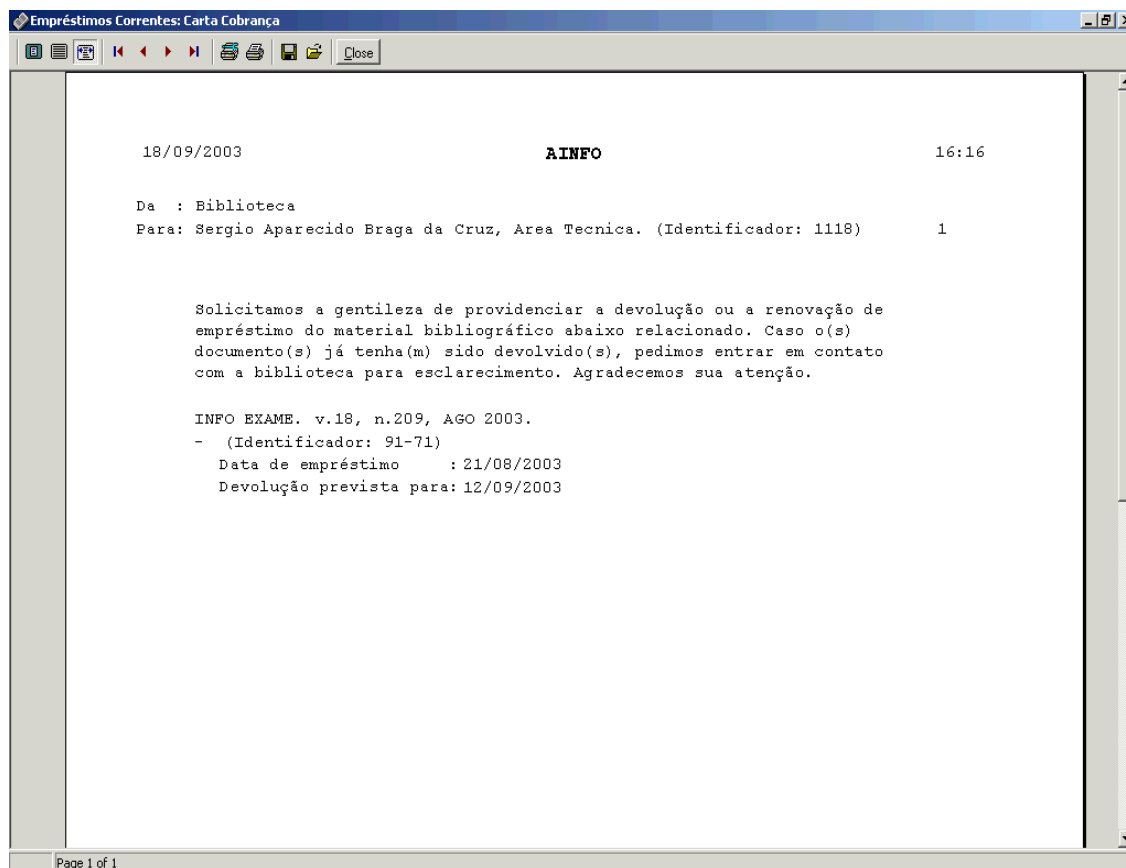 Empréstimos Correntes: Carta Cobrança
Close
18/09/2003 AINFO 16:16
Da : Biblioteca
Para: Sergio Aparecido Braga da Cruz, Area Tecnica. (Identificador: 1118) 1
Solicitamos a gentileza de providenciar a devolução ou a renovação de
empréstimo do material bibliográfico abaixo relacionado. Caso o(s)
documento(s) já tenha(m) sido devolvido(s), pedimos entrar em contato
com a biblioteca para esclarecimento. Agradecemos sua atenção.
INFO EXAME. v.18, n.209, AGO 2003.
- (Identificador: 91-71)
Data de empréstimo : 21/08/2003
Devolução prevista para: 12/09/2003
Page 1 of 1